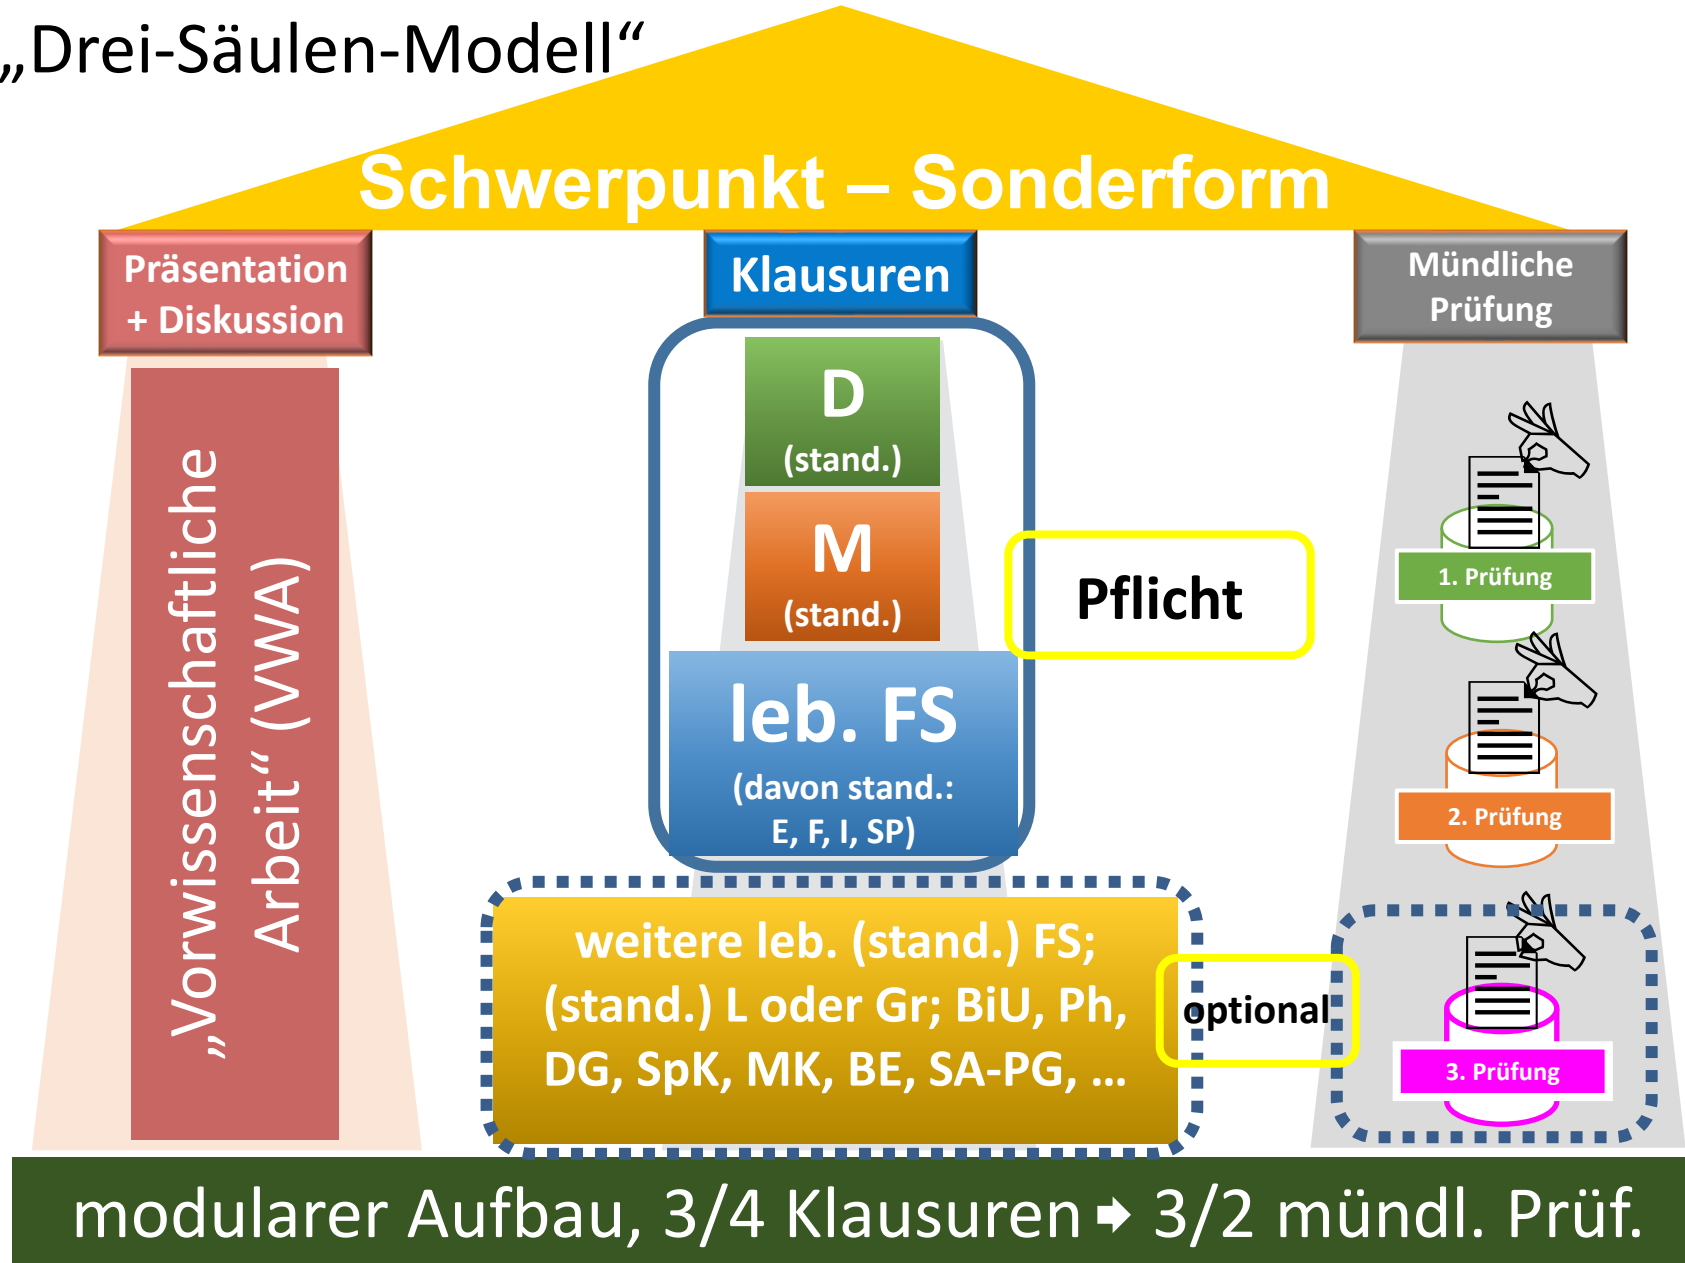 „Drei-Säulen-Modell“
Schwerpunkt – Sonderform
Präsentation
+ Diskussion
„Vorwissenschaftliche
Arbeit“ (VWA)
Klausuren
D
(stand.)
M
(stand.)
leb. FS
(davon stand.:
E, F, I, SP)
Pflicht
weitere leb. (stand.) FS;
(stand.) L oder Gr; BiU, Ph,
DG, SpK, MK, BE, SA-PG, ...
optional
Mündliche
Prüfung
1. Prüfung
2. Prüfung
3. Prüfung
modularer Aufbau, 3/4 Klausuren 🡆 3/2 mündl. Prüf.